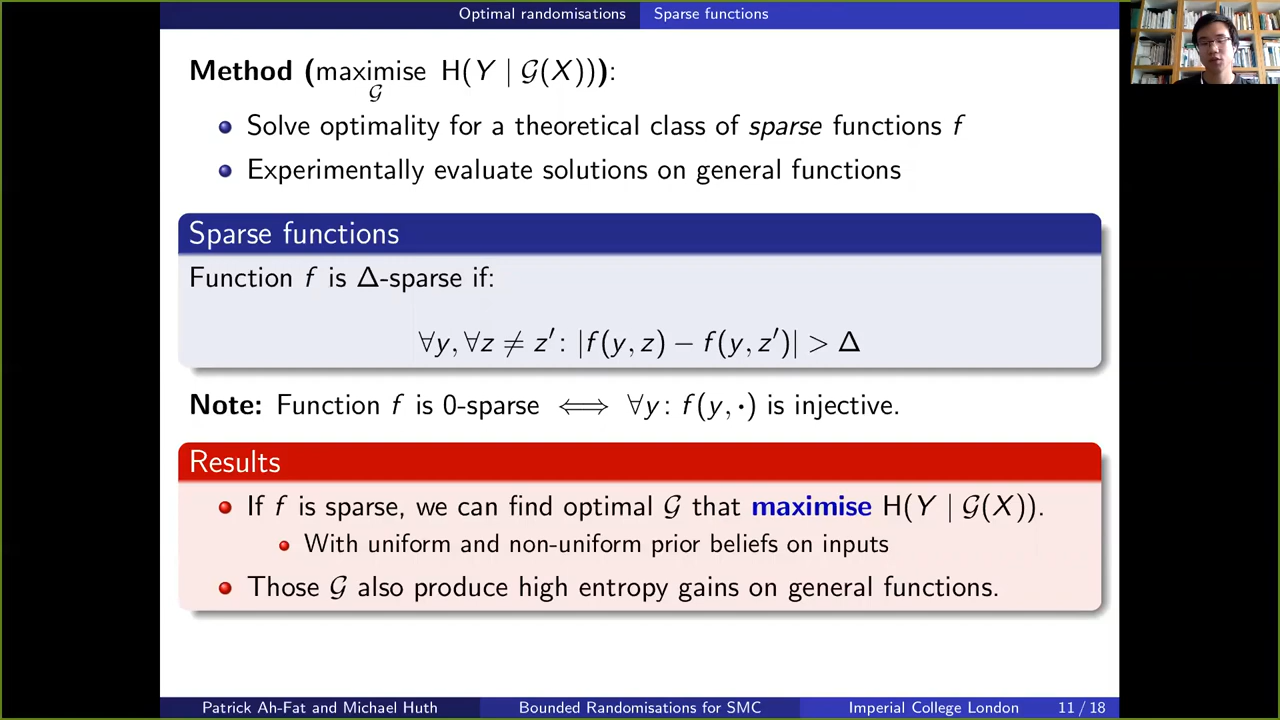 Optimal randomisations Sparse functions
Method (maximise H(Y | 𝒢(X))):
𝒢
Solve optimality for a theoretical class of sparse functions f
Experimentally evaluate solutions on general functions
Sparse functions
Function f is Δ-sparse if:
∀y, ∀z ≠ z′: |f(y, z) − f(y, z′)| > Δ
Note: Function f is 0-sparse ⟺ ∀y: f(y, ·) is injective.
Results
If f is sparse, we can find optimal 𝒢 that maximise H(Y | 𝒢(X)).
With uniform and non-uniform prior beliefs on inputs
Those 𝒢 also produce high entropy gains on general functions.
Patrick Ah-Fat and Michael Huth Bounded Randomisations for SMC Imperial College London 11 / 18